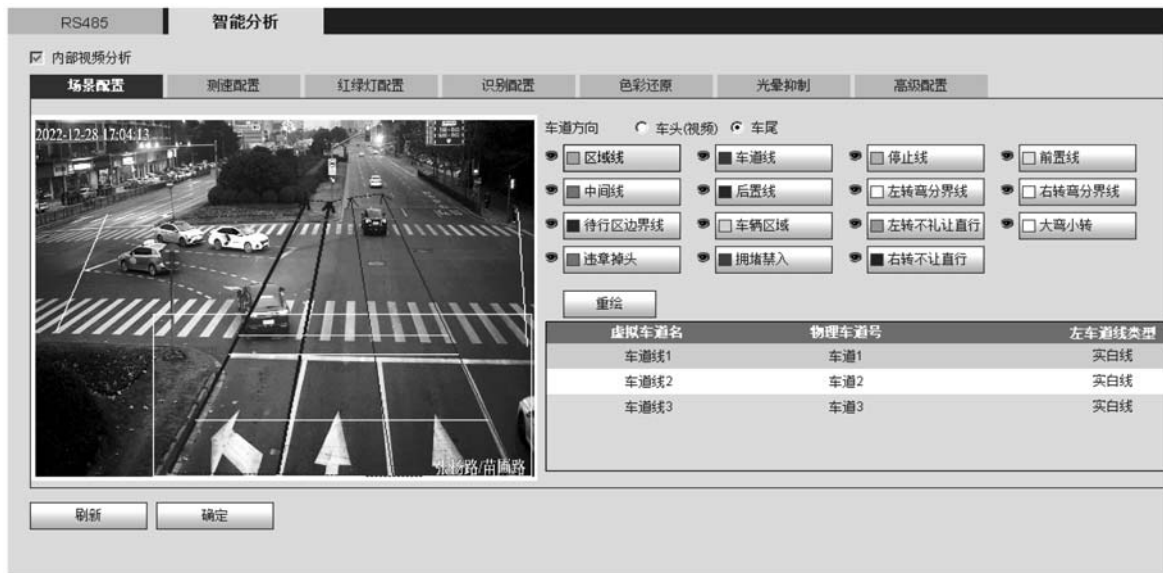 RS485 智能分析
内部视频分析
场景配置 测速配置 红绿灯配置 识别配置 色彩还原 光晕抑制 高级配置
2022-12-28 17:04:13
张杨路/苗圃路
车道方向 车头(视频) 车尾
区域线 车道线 停止线 前置线
中间线 后置线 左转弯分界线 右转弯分界线
待行区边界线 车辆区域 左转不礼让直行 大弯小转
违章掉头 拥堵禁入 右转不让直行
重绘
虚拟车道名 物理车道号 左车道线类型
车道线1 车道1 实白线
车道线2 车道2 实白线
车道线3 车道3 实白线
刷新 确定